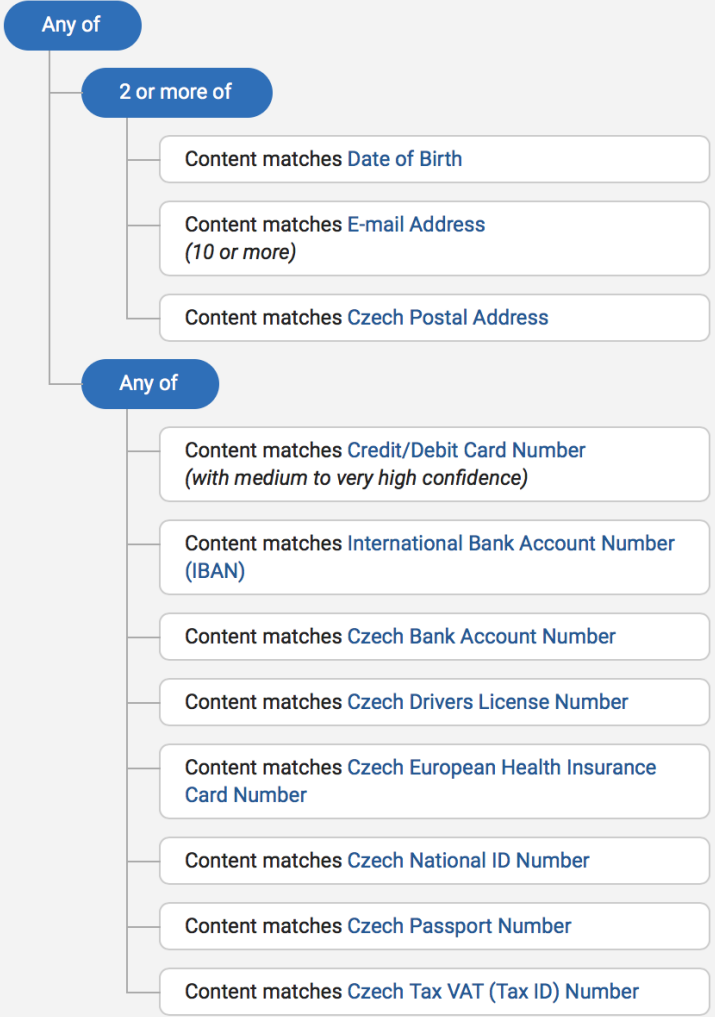 Any of
2 or more of
Content matches Date of Birth
Content matches E-mail Address
(10 or more)
Content matches Czech Postal Address
Any of
Content matches Credit/Debit Card Number
(with medium to very high confidence)
Content matches International Bank Account Number
(IBAN)
Content matches Czech Bank Account Number
Content matches Czech Drivers License Number
Content matches Czech European Health Insurance
Card Number
Content matches Czech National ID Number
Content matches Czech Passport Number
Content matches Czech Tax VAT (Tax ID) Number